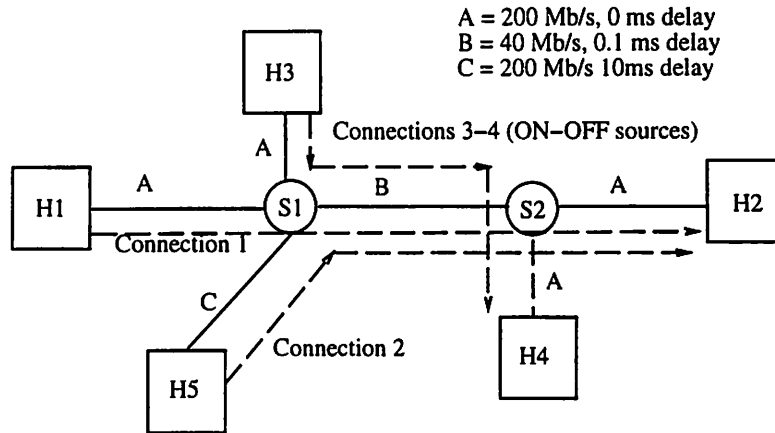 A = 200 Mb/s, 0 ms delay
B = 40 Mb/s, 0.1 ms delay
C = 200 Mb/s 10ms delay
H3
Connections 3-4 (ON-OFF sources)
A
A
B
A
H1
S1
S2
H2
Connection 1
C
A
Connection 2
H4
H5